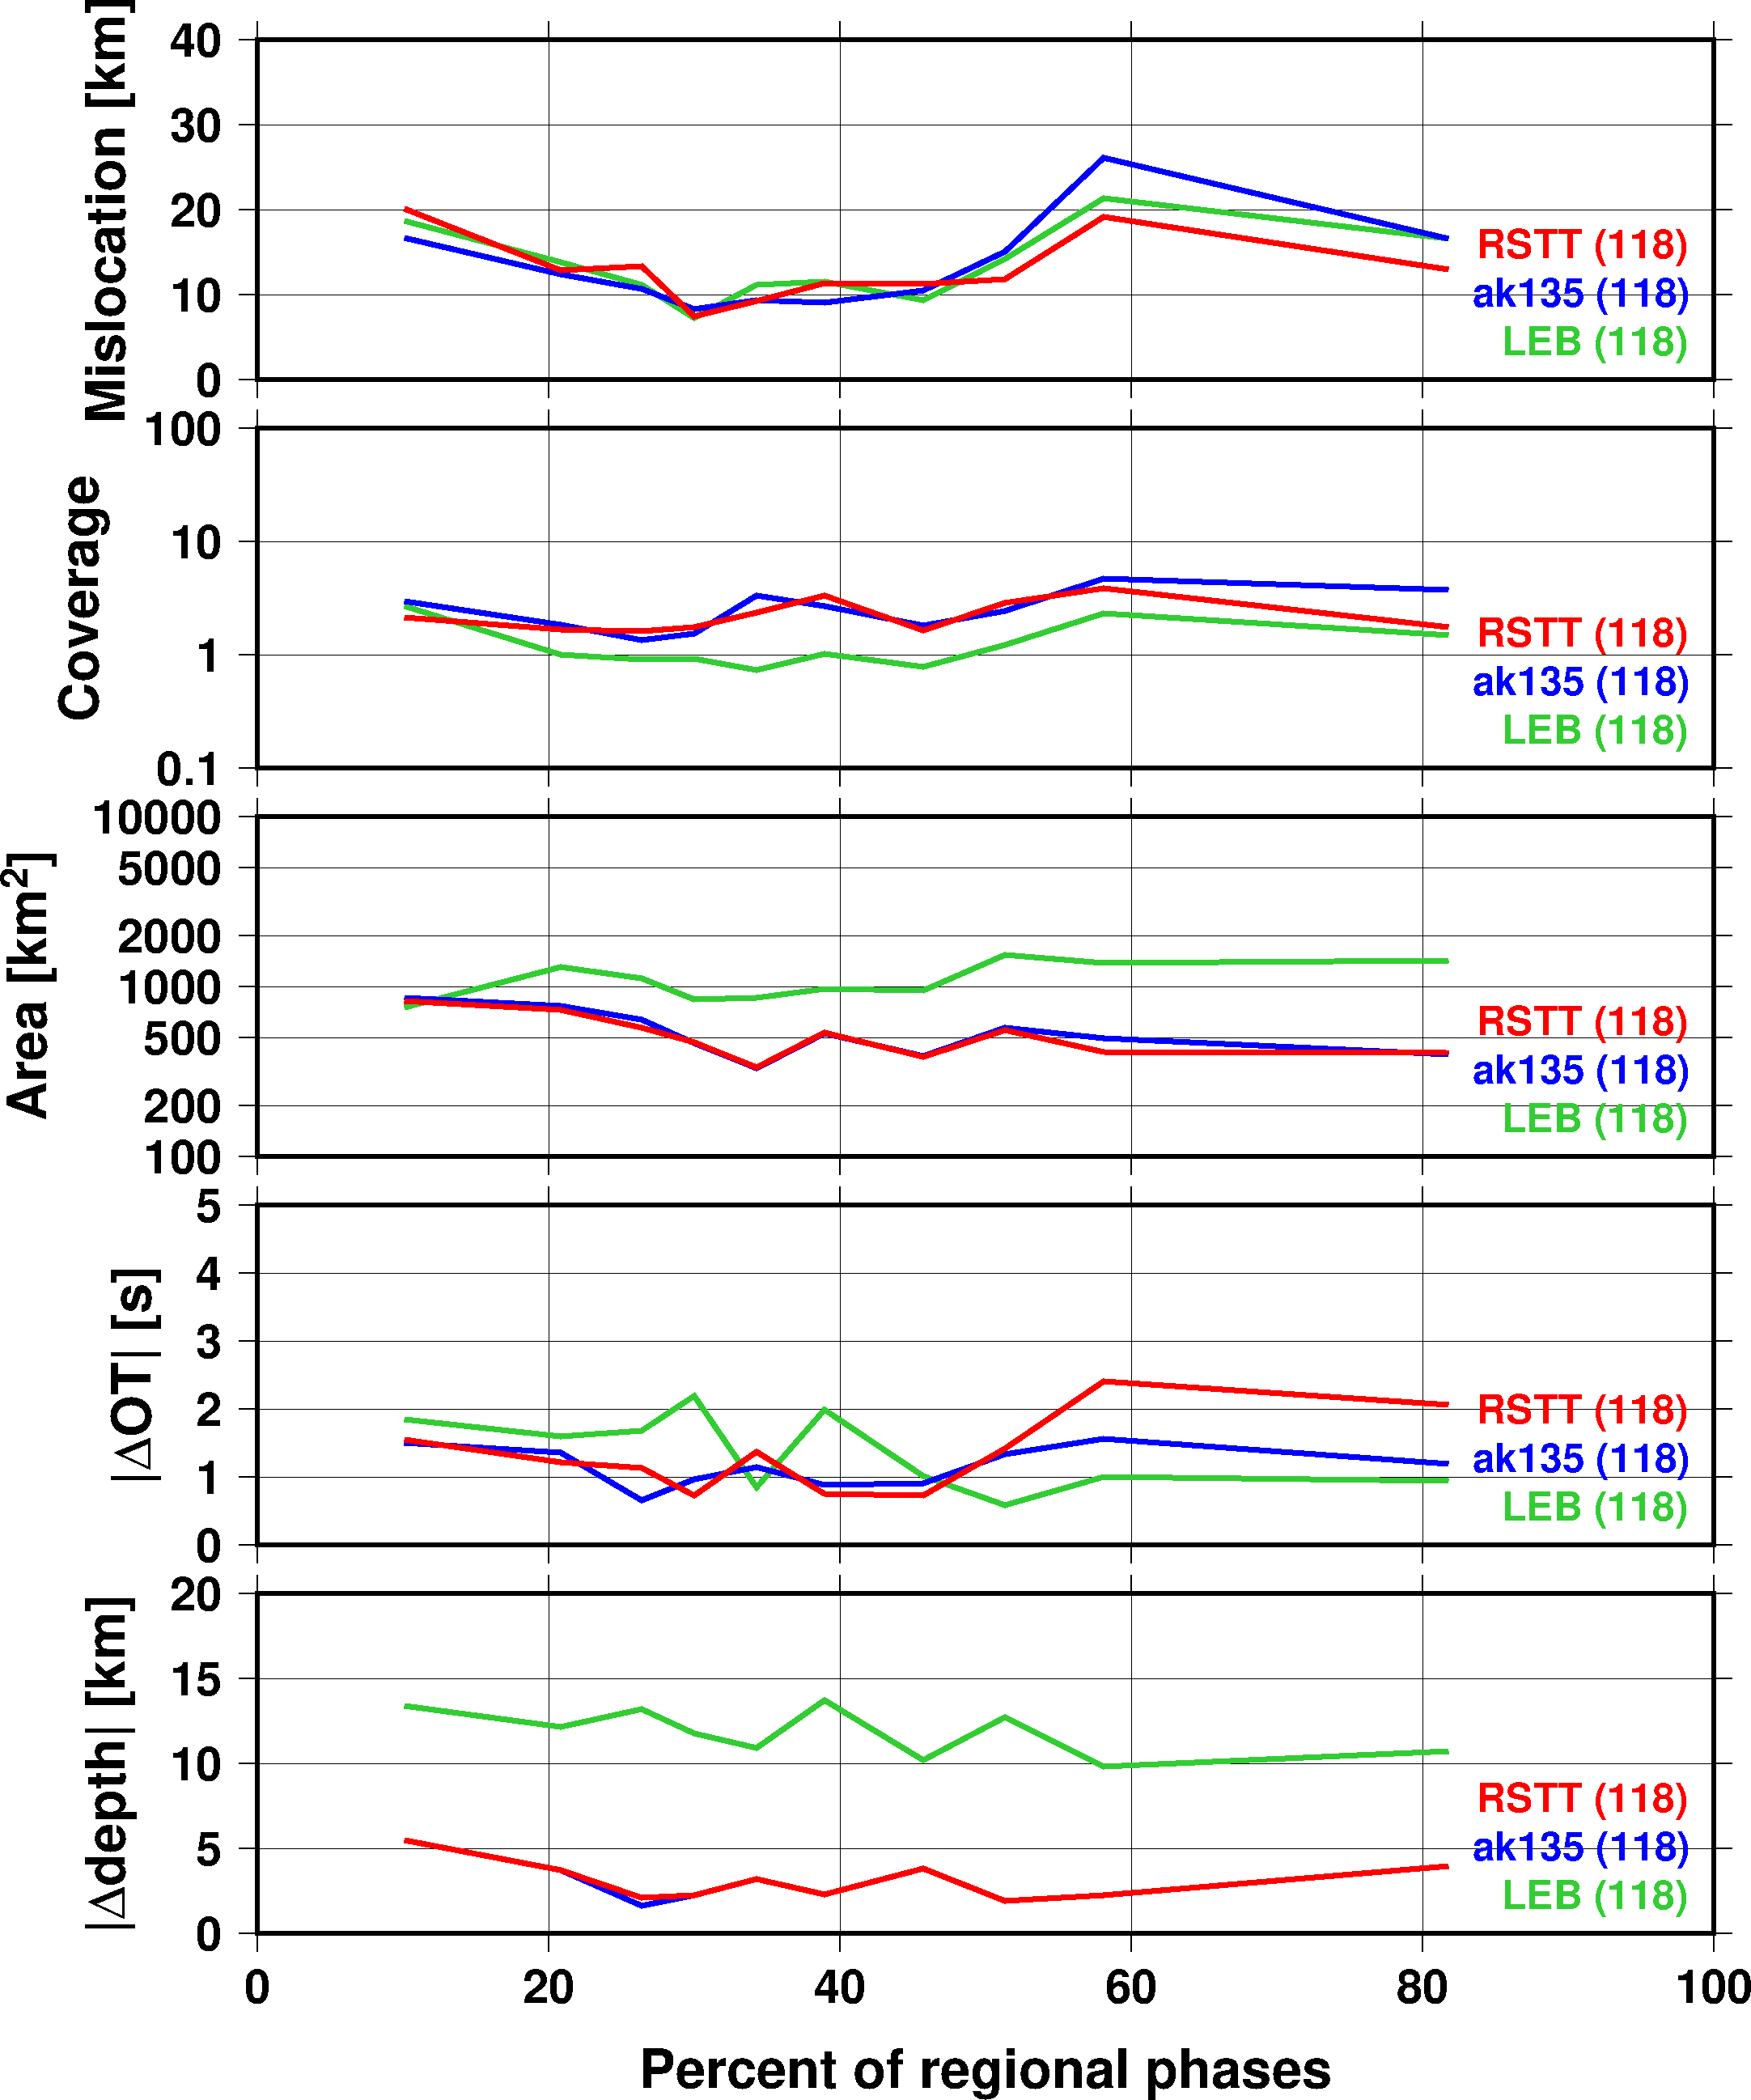 Mislocation [km]
40
30
20
10
0
RSTT (118)
ak135 (118)
LEB (118)
Coverage
100
10
1
0.1
RSTT (118)
ak135 (118)
LEB (118)
Area [km²]
10000
5000
2000
1000
500
200
100
RSTT (118)
ak135 (118)
LEB (118)
|ΔOT| [s]
5
4
3
2
1
0
RSTT (118)
ak135 (118)
LEB (118)
|Δdepth| [km]
20
15
10
5
0
RSTT (118)
ak135 (118)
LEB (118)
0 20 40 60 80 100
Percent of regional phases